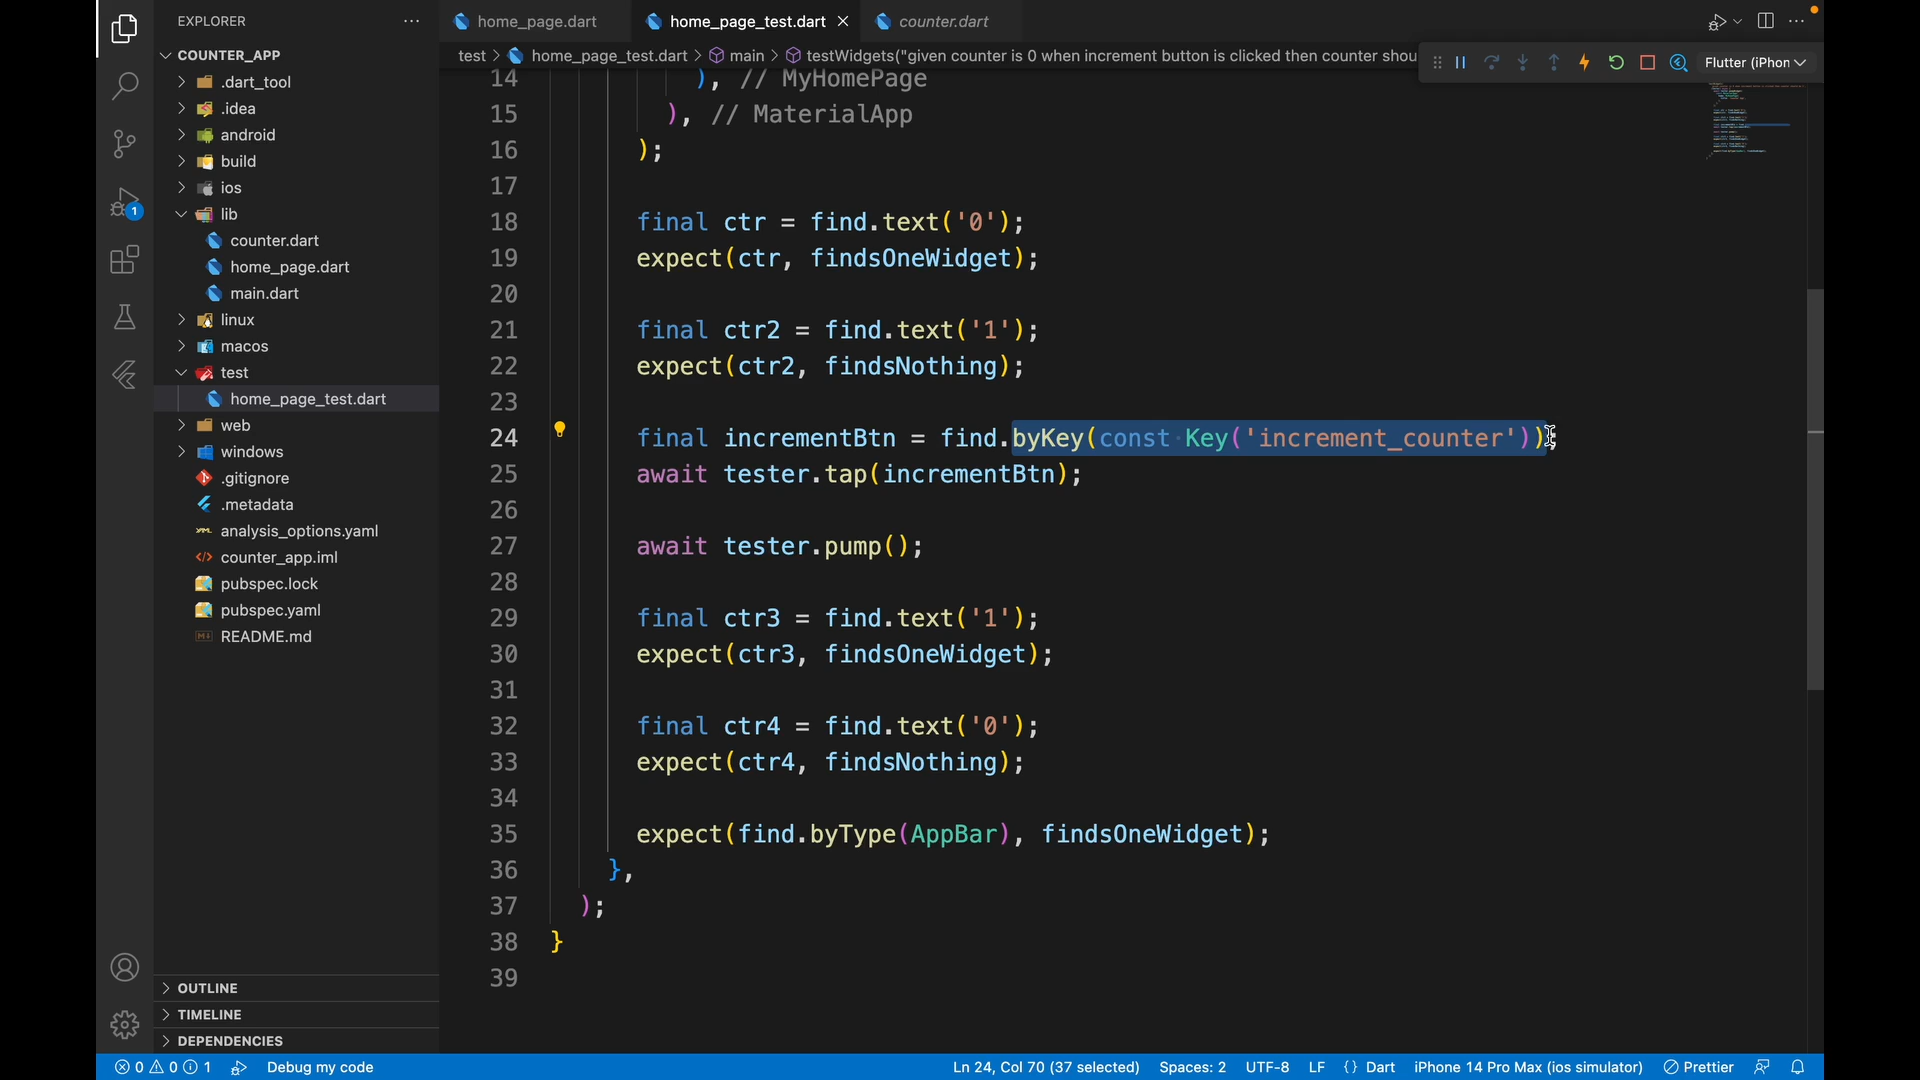 EXPLORER
home_page.dart
home_page_test.dart
counter.dart
COUNTER_APP
test > home_page_test.dart > main > testWidgets("given counter is 0 when increment button is clicked then counter shou
Flutter (iPhon
.dart_tool
.idea
android
build
ios
lib
counter.dart
home_page.dart
main.dart
linux
macos
test
home_page_test.dart
web
windows
.gitignore
.metadata
analysis_options.yaml
counter_app.iml
pubspec.lock
pubspec.yaml
README.md
OUTLINE
TIMELINE
DEPENDENCIES
1
14 ), // MyHomePage
15 ), // MaterialApp
16 );
17
18 final ctr = find.text('0');
19 expect(ctr, findsOneWidget);
20
21 final ctr2 = find.text('1');
22 expect(ctr2, findsNothing);
23
24 final incrementBtn = find.byKey(const Key('increment_counter'));
25 await tester.tap(incrementBtn);
26
27 await tester.pump();
28
29 final ctr3 = find.text('1');
30 expect(ctr3, findsOneWidget);
31
32 final ctr4 = find.text('0');
33 expect(ctr4, findsNothing);
34
35 expect(find.byType(AppBar), findsOneWidget);
36 },
37 );
38 }
39
0 0 1 Debug my code Ln 24, Col 70 (37 selected) Spaces: 2 UTF-8 LF {} Dart iPhone 14 Pro Max (ios simulator) Prettier